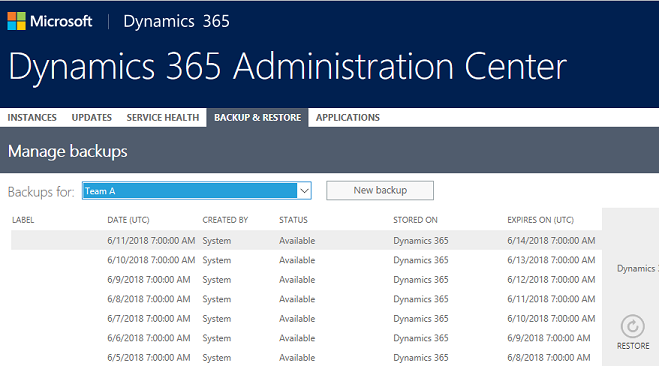 Microsoft Dynamics 365
Dynamics 365 Administration Center
INSTANCES UPDATES SERVICE HEALTH BACKUP & RESTORE APPLICATIONS
Manage backups
Backups for: Team A New backup
LABEL DATE (UTC) CREATED BY STATUS STORED ON EXPIRES ON (UTC)
6/11/2018 7:00:00 AM System Available Dynamics 365 6/14/2018 7:00:00 AM
6/10/2018 7:00:00 AM System Available Dynamics 365 6/13/2018 7:00:00 AM
Dynamics
6/9/2018 7:00:00 AM System Available Dynamics 365 6/12/2018 7:00:00 AM
6/8/2018 7:00:00 AM System Available Dynamics 365 6/11/2018 7:00:00 AM
6/7/2018 7:00:00 AM System Available Dynamics 365 6/10/2018 7:00:00 AM
6/6/2018 7:00:00 AM System Available Dynamics 365 6/9/2018 7:00:00 AM
RESTORE
6/5/2018 7:00:00 AM System Available Dynamics 365 6/8/2018 7:00:00 AM